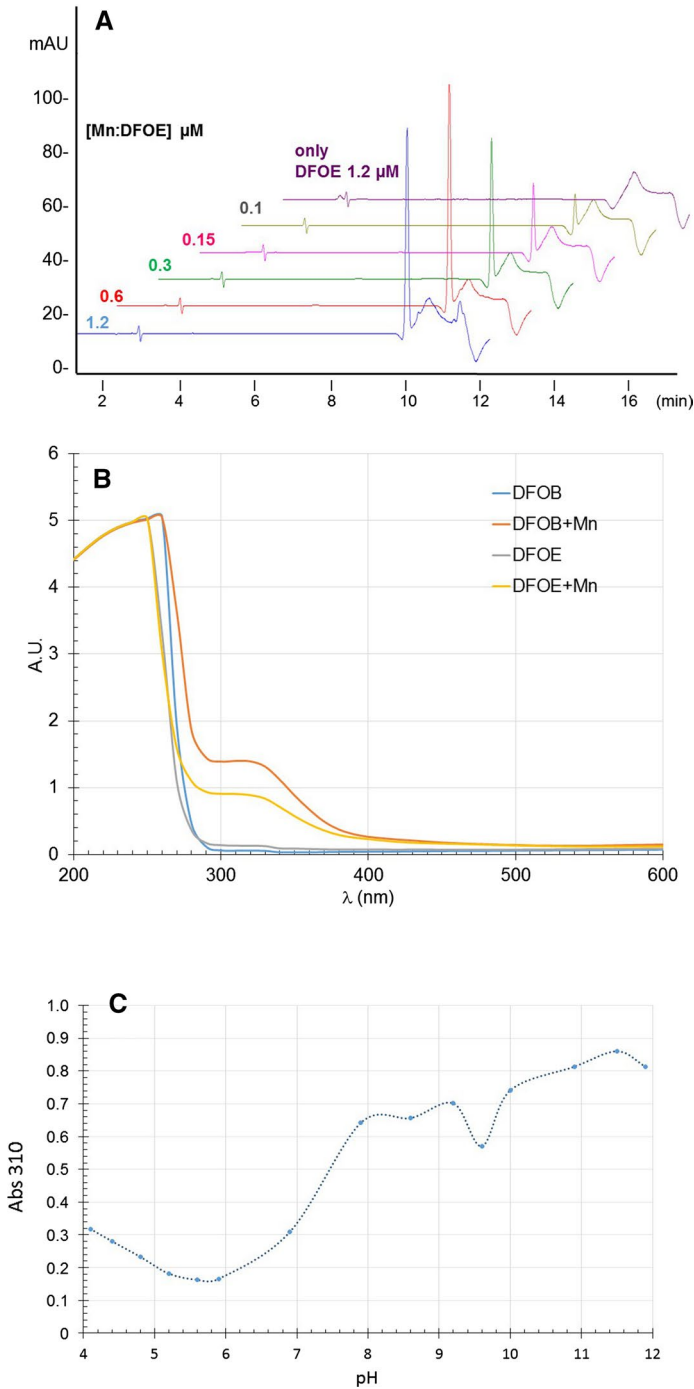 A
mAU
100-
[Mn:DFOE] µM
80-
only
DFOE 1.2 µM
60-
0.1
0.15
40-
0.3
0.6
20-
1.2
0-
2 4 6 8 10 12 14 16 (min)
B
6
5
4
3
2
1
0
A.U.
DFOB
DFOB+Mn
DFOE
DFOE+Mn
200 300 400 500 600
λ (nm)
C
1.0
0.9
0.8
0.7
0.6
0.5
0.4
0.3
0.2
0.1
0
Abs 310
4 5 6 7 8 9 10 11 12
pH